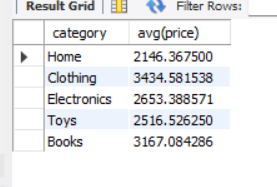 Result Grid Filter Rows:
category avg(price)
Home 2146.367500
Clothing 3434.581538
Electronics 2653.388571
Toys 2516.526250
Books 3167.084286